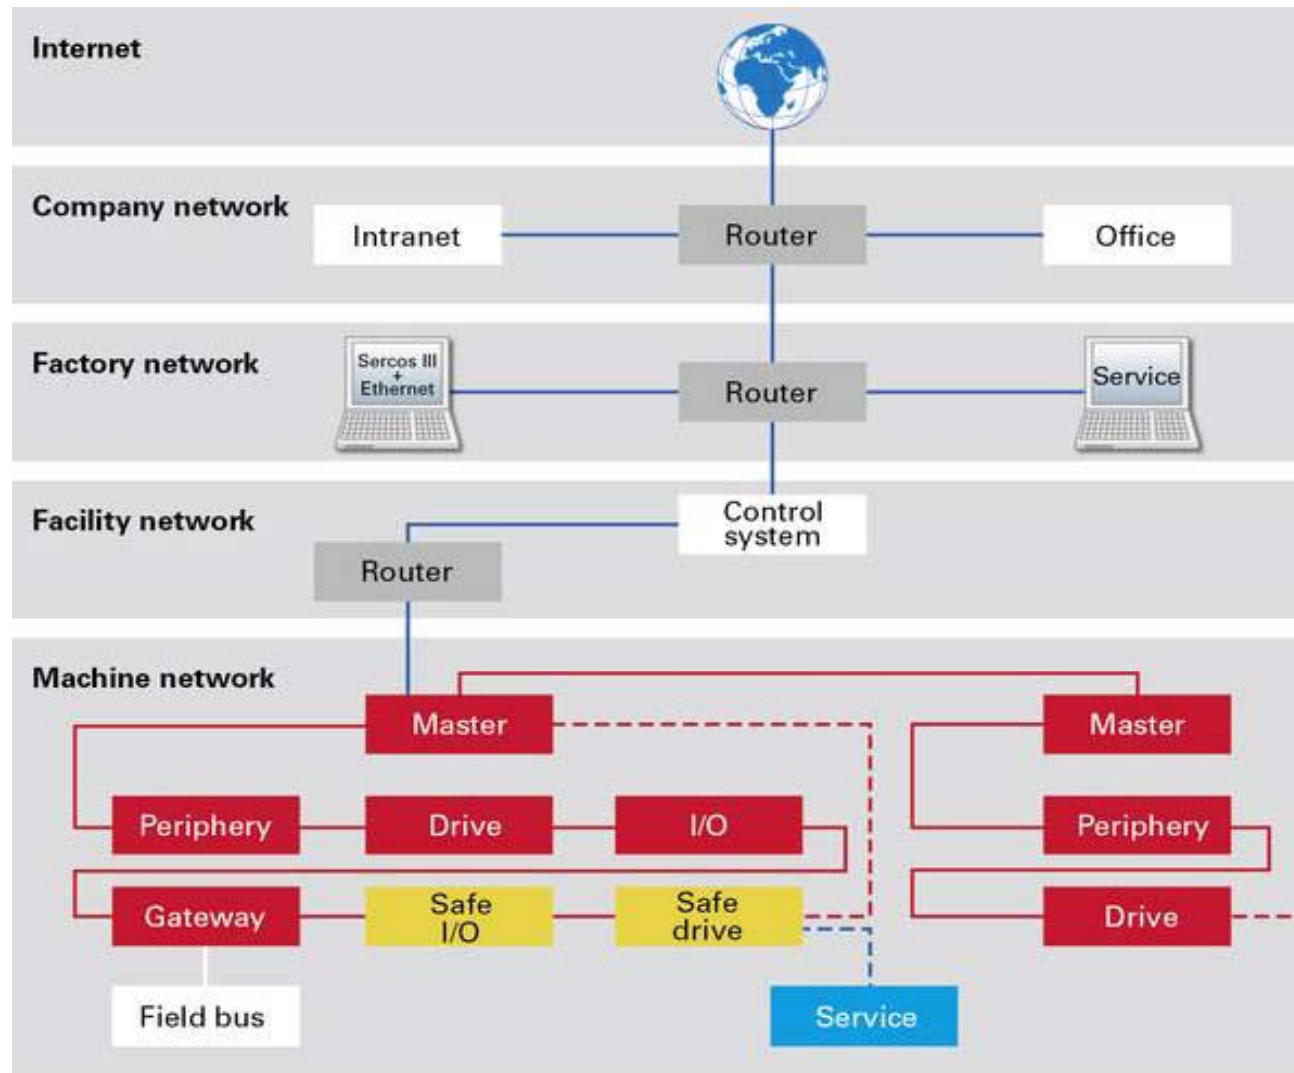 Internet
Company network
Intranet
Router
Office
Factory network
Sercos III
+
Ethernet
Router
Service
Facility network
Control
system
Router
Machine network
Master
Master
Periphery
Drive
I/O
Periphery
Gateway
Safe
I/O
Safe
drive
Drive
Field bus
Service